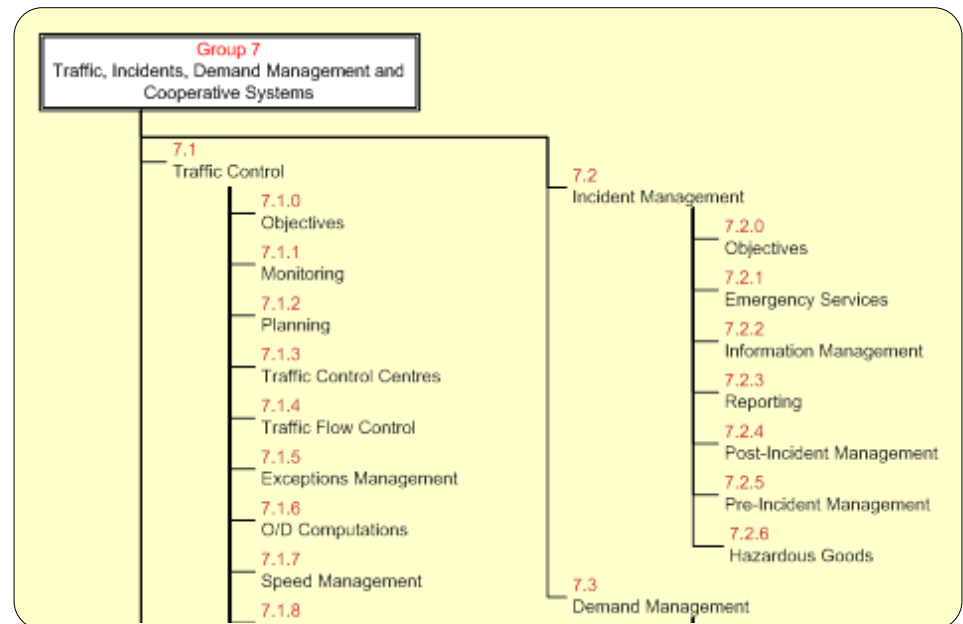 Group 7
Traffic, Incidents, Demand Management and
Cooperative Systems
7.1
Traffic Control
7.1.0
Objectives
7.1.1
Monitoring
7.1.2
Planning
7.1.3
Traffic Control Centres
7.1.4
Traffic Flow Control
7.1.5
Exceptions Management
7.1.6
O/D Computations
7.1.7
Speed Management
7.1.8
7.2
Incident Management
7.2.0
Objectives
7.2.1
Emergency Services
7.2.2
Information Management
7.2.3
Reporting
7.2.4
Post-Incident Management
7.2.5
Pre-Incident Management
7.2.6
Hazardous Goods
7.3
Demand Management